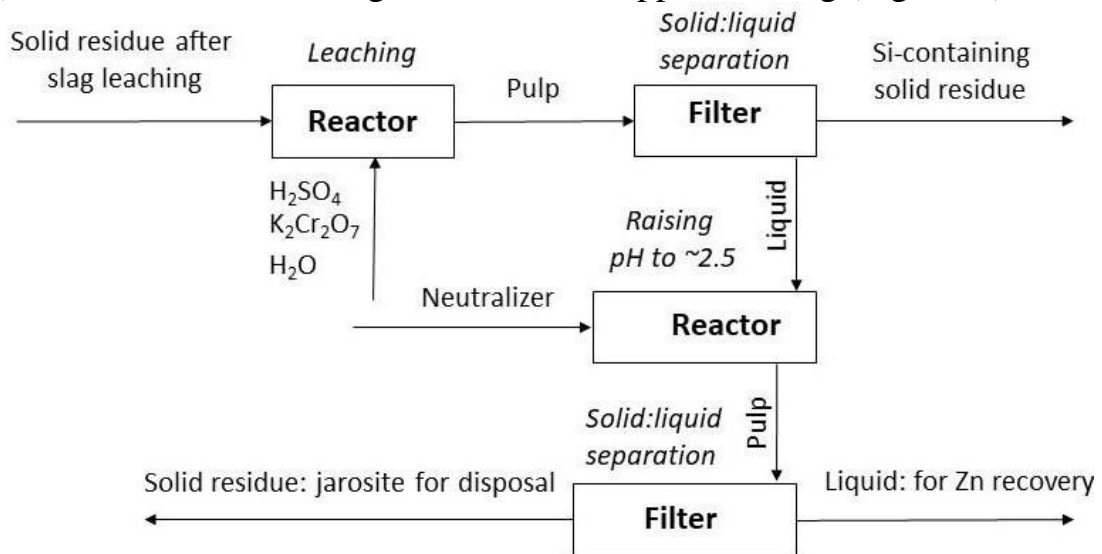 Solid residue after
slag leaching
Leaching
Reactor
Pulp
Solid:liquid
separation
Filter
Si-containing
solid residue
H₂SO₄
K₂Cr₂O₇
H₂O
Liquid
Raising
pH to ~2.5
Neutralizer
Reactor
Pulp
Solid:liquid
separation
Solid residue: jarosite for disposal
Filter
Liquid: for Zn recovery